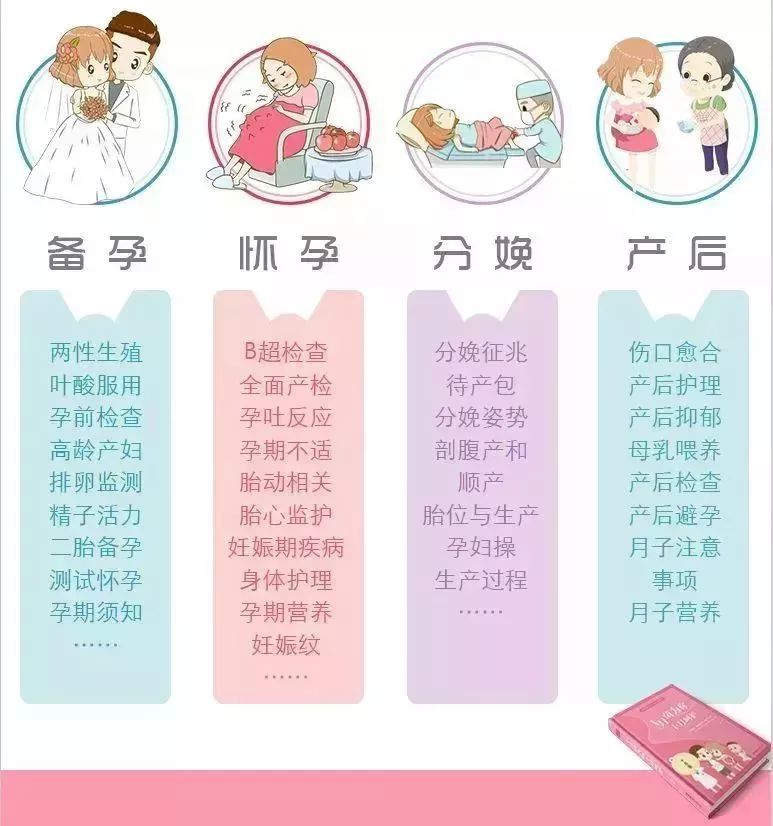 备孕
怀孕
分娩
产后
两性生殖
叶酸服用
孕前检查
高龄产妇
排卵监测
精子活力
二胎备孕
测试怀孕
孕期须知
……
B超检查
全面产检
孕吐反应
孕期不适
胎动相关
胎心监护
妊娠期疾病
身体护理
孕期营养
妊娠纹
……
分娩征兆
待产包
分娩姿势
剖腹产和
顺产
胎位与生产
孕妇操
生产过程
……
伤口愈合
产后护理
产后抑郁
母乳喂养
产后检查
产后避孕
月子注意
事项
月子营养